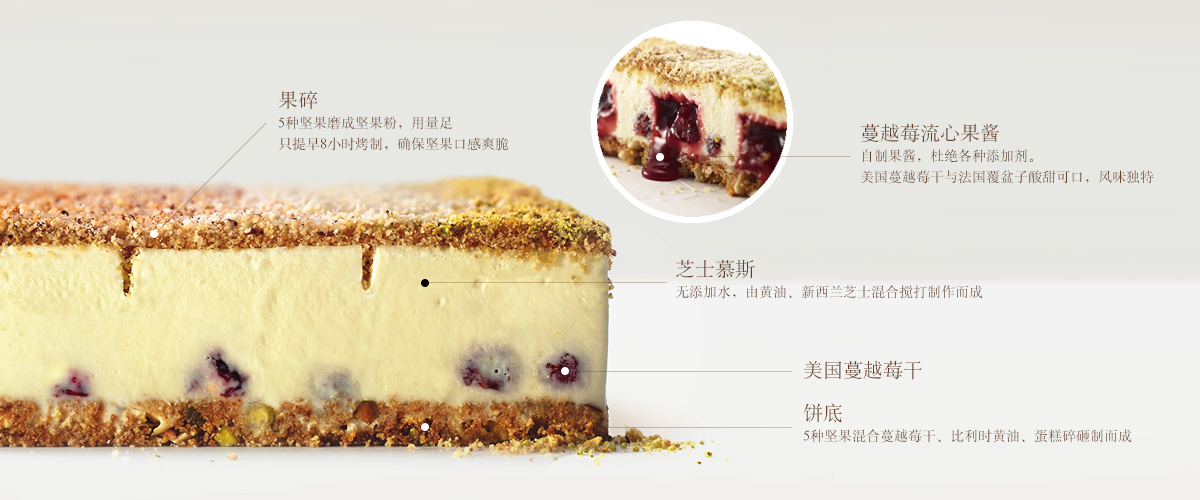 果碎
5种坚果磨成坚果粉，用量足
只提早8小时烤制，确保坚果口感爽脆
蔓越莓流心果酱
自制果酱，杜绝各种添加剂。
美国蔓越莓干与法国覆盆子酸甜可口，风味独特
芝士慕斯
无添加水，由黄油、新西兰芝士混合搅打制作而成
美国蔓越莓干
饼底
5种坚果混合蔓越莓干、比利时黄油、蛋糕碎砸制而成